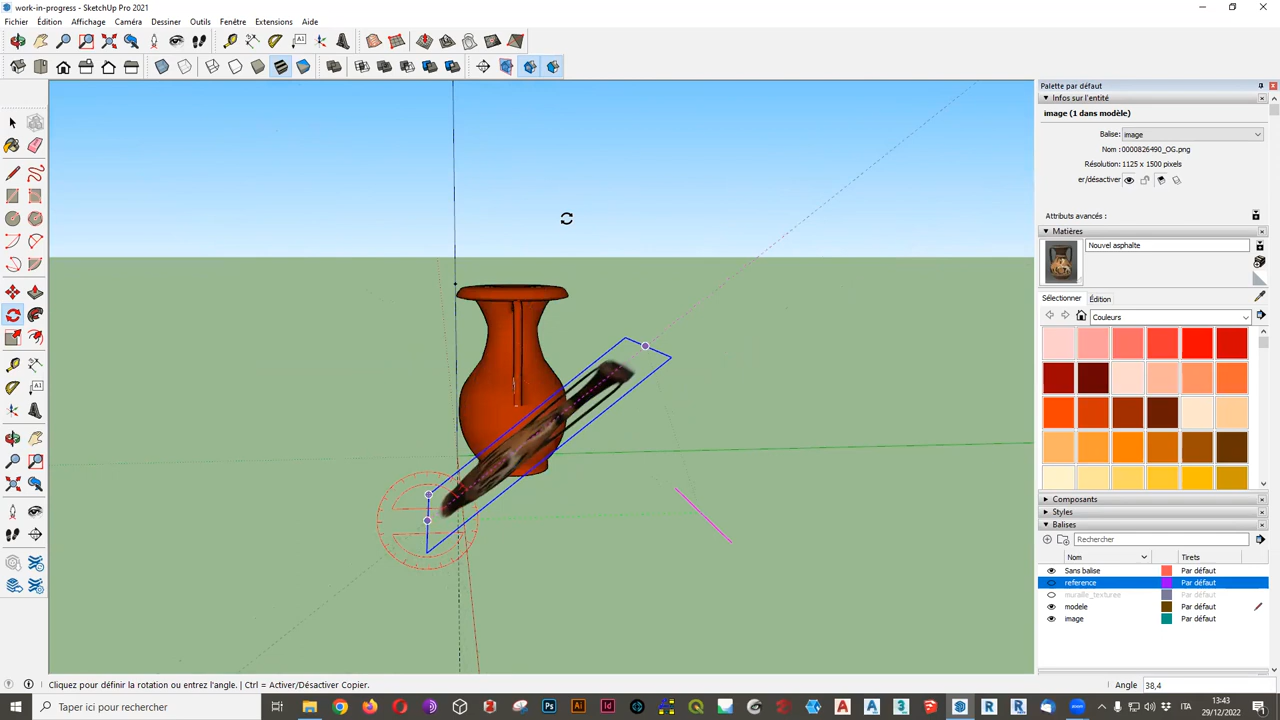 work-in-progress - SketchUp Pro 2021
Fichier Édition Affichage Caméra Dessiner Outils Fenêtre Extensions Aide
Palette par défaut
Infos sur l'entité
image (1 dans modèle)
Balise: image
Nom :0000826490_OG.png
Résolution: 1125 x 1500 pixels
er/désactiver
Attributs avancés :
Matières
Nouvel asphalte
Sélectionner Édition
Couleurs
Composants
Styles
Balises
Rechercher
Nom Tirets
Sans balise Par défaut
reference Par défaut
muraille_texturee Par défaut
modele Par défaut
image Par défaut
Cliquez pour définir la rotation ou entrez l'angle. | Ctrl = Activer/Désactiver Copier.
Angle 38,4
Taper ici pour rechercher
ITA
13:43
29/12/2022